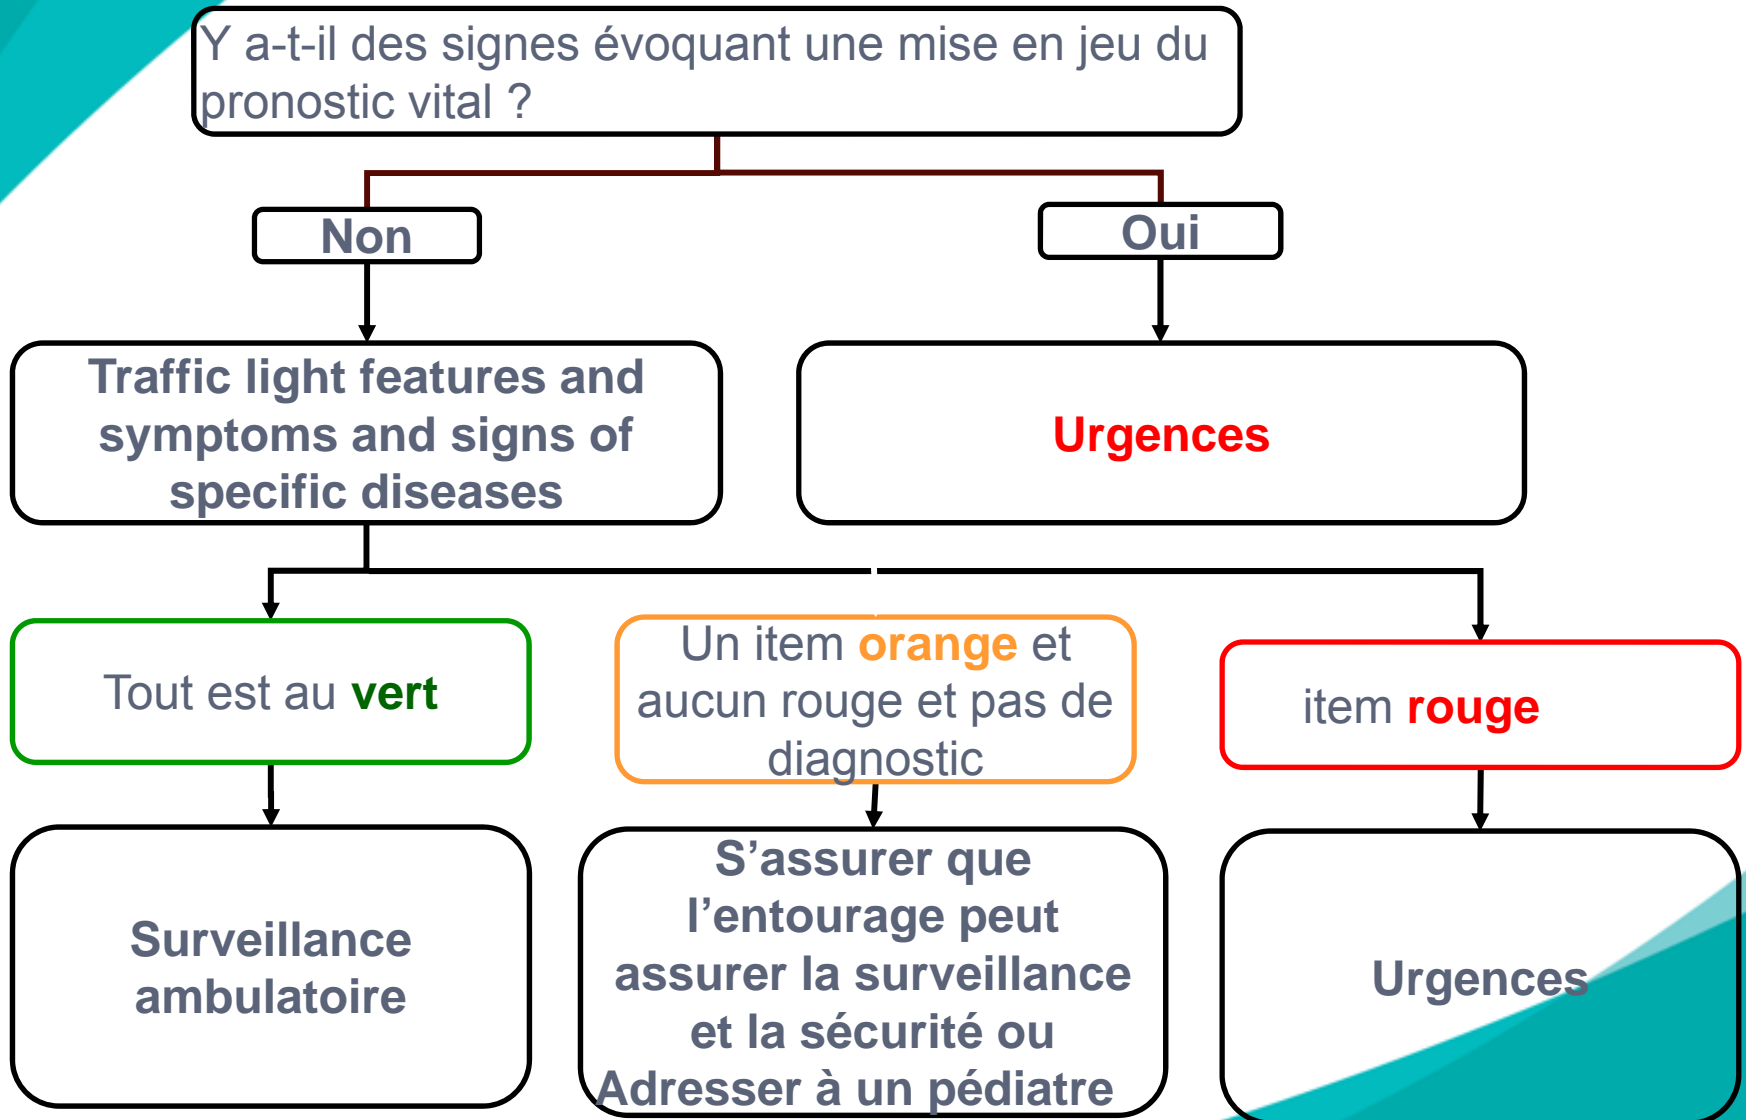 Y a-t-il des signes évoquant une mise en jeu du
pronostic vital ?
Non
Oui
Traffic light features and
symptoms and signs of
specific diseases
Urgences
Tout est au vert
Un item orange et
aucun rouge et pas de
diagnostic
item rouge
Surveillance
ambulatoire
S’assurer que
l’entourage peut
assurer la surveillance
et la sécurité ou
Adresser à un pédiatre
Urgences